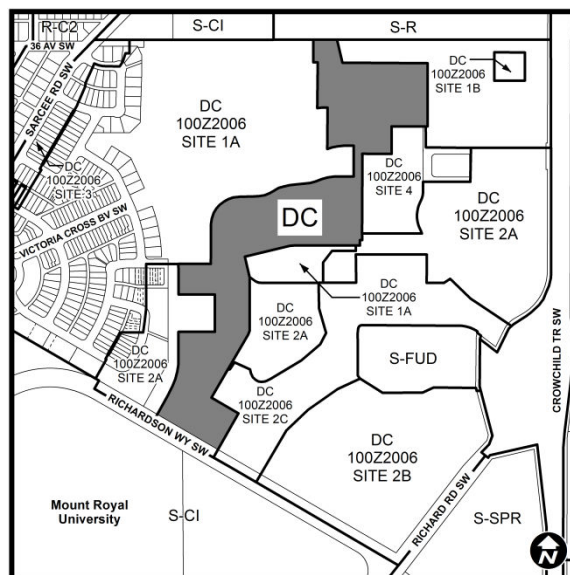 R-C2
S-CI
S-R
36 AV SW
SARCEE RD SW
DC
100Z2006
SITE 1B
DC
100Z2006
SITE 1A
DC
100Z2006
SITE 3
DC
100Z2006
SITE 4
DC
100Z2006
SITE 2A
VICTORIA CROSS BV SW
DC
DC
100Z2006
SITE 1A
DC
100Z2006
SITE 2A
DC
100Z2006
SITE 2A
S-FUD
CROWCHILD TR SW
DC
100Z2006
SITE 2C
RICHARDSON WY SW
DC
100Z2006
SITE 2B
RICHARD RD SW
Mount Royal
University
S-CI
S-SPR
N